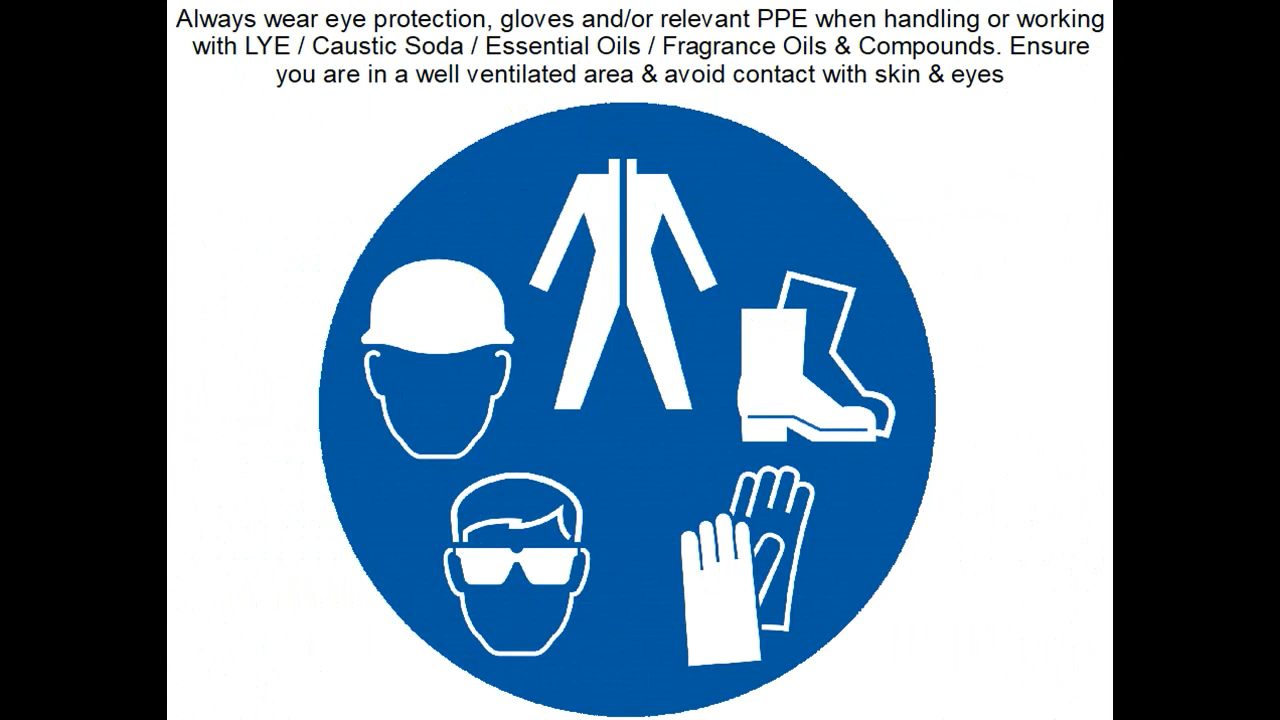 Always wear eye protection, gloves and/or relevant PPE when handling or working
with LYE / Caustic Soda / Essential Oils / Fragrance Oils & Compounds. Ensure
you are in a well ventilated area & avoid contact with skin & eyes